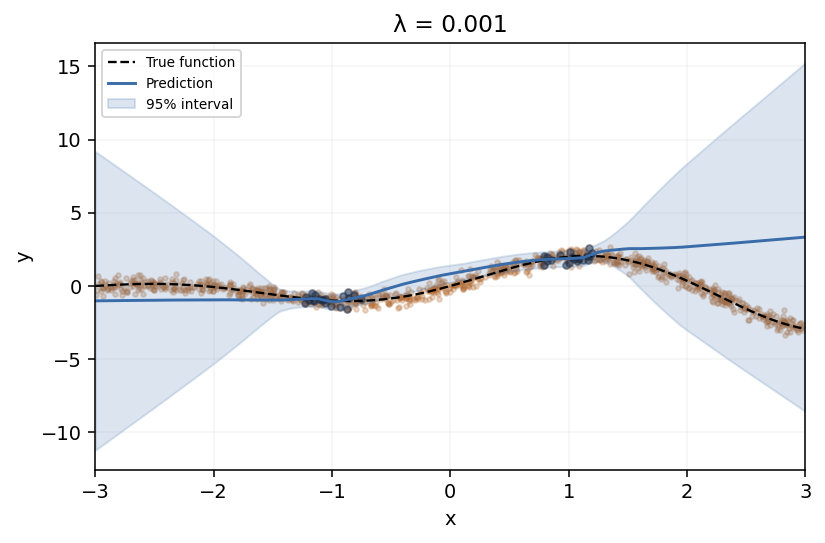 λ = 0.001
True function
Prediction
95% interval
15
10
5
0
−5
−10
y
−3
−2
−1
0
1
2
3
x